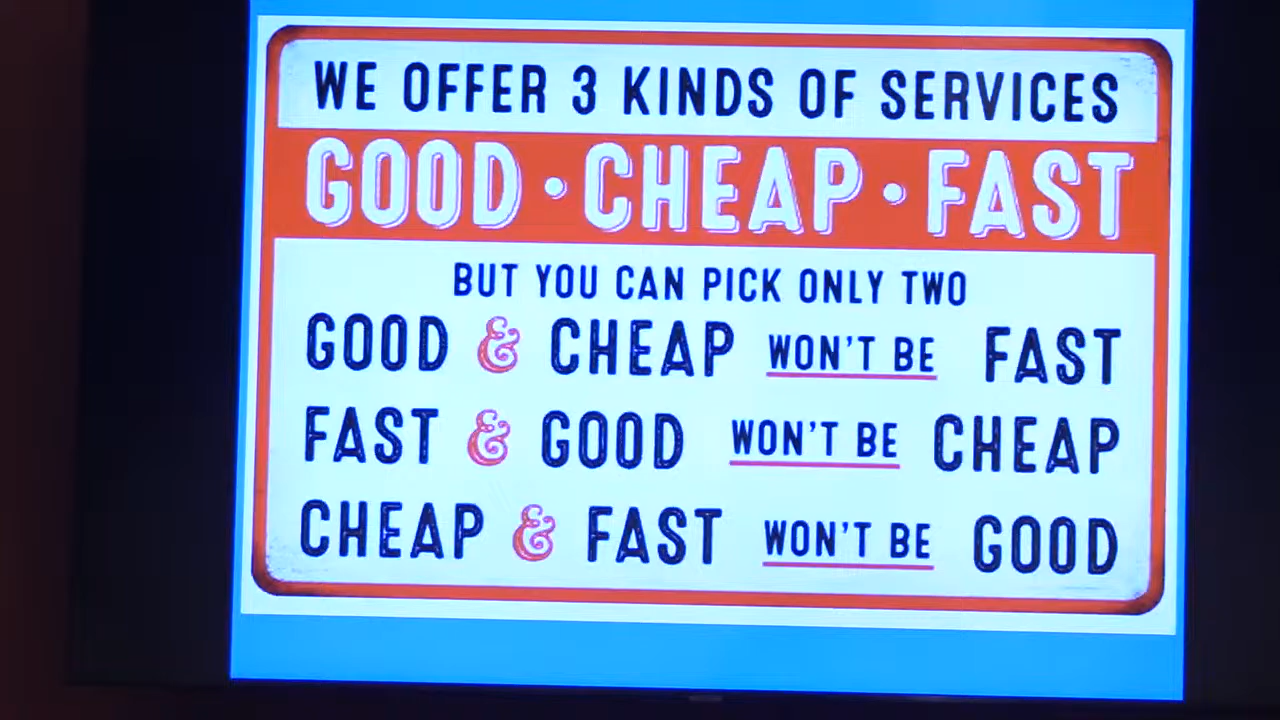 WE OFFER 3 KINDS OF SERVICES
GOOD · CHEAP · FAST
BUT YOU CAN PICK ONLY TWO
GOOD & CHEAP WON'T BE FAST
FAST & GOOD WON'T BE CHEAP
CHEAP & FAST WON'T BE GOOD